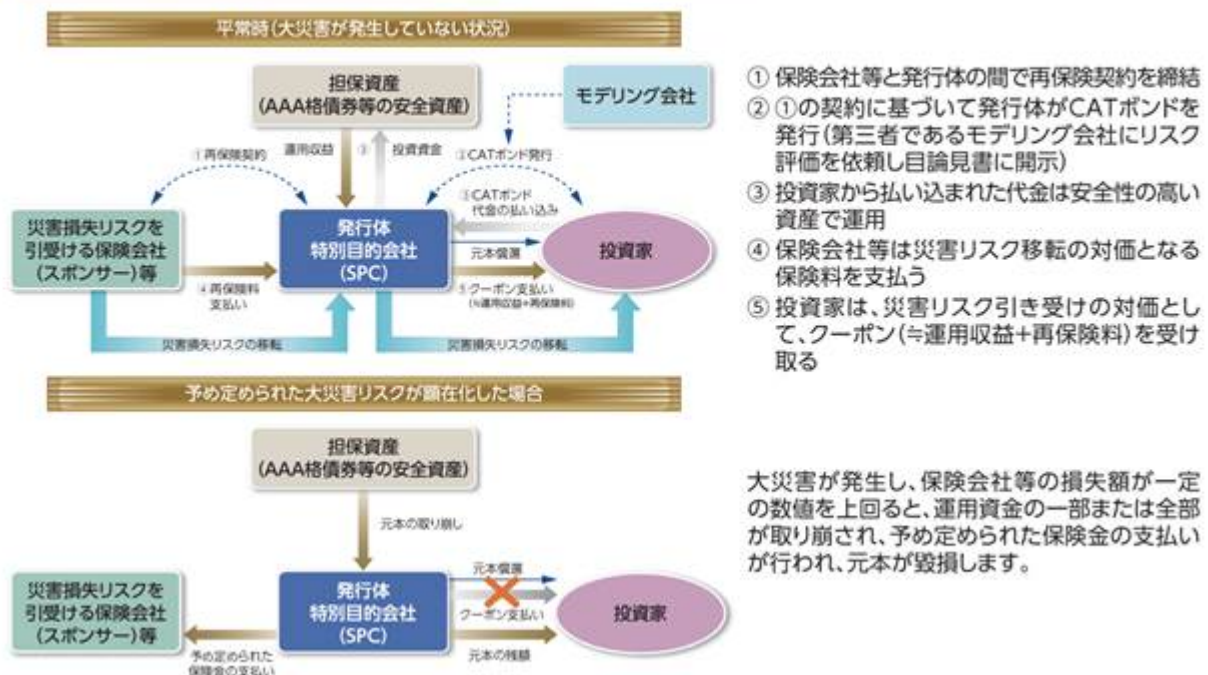 平常時(大災害が発生していない状況)
担保資産
(AAA格債券等の安全資産)
モデリング会社
①再保険契約
運用収益
③
投資資金
②CATボンド発行
③CATボンド
代金の払い込み
災害損失リスクを
引受ける保険会社
(スポンサー)等
発行体
特別目的会社
(SPC)
投資家
元本償還
④再保険料
支払い
⑤クーポン支払い
(≒運用収益+再保険料)
災害損失リスクの移転
災害損失リスクの移転
① 保険会社等と発行体の間で再保険契約を締結
② ①の契約に基づいて発行体がCATボンドを
発行(第三者であるモデリング会社にリスク
評価を依頼し目論見書に開示)
③ 投資家から払い込まれた代金は安全性の高い
資産で運用
④ 保険会社等は災害リスク移転の対価となる
保険料を支払う
⑤ 投資家は、災害リスク引き受けの対価とし
て、クーポン(≒運用収益+再保険料)を受け
取る
予め定められた大災害リスクが顕在化した場合
担保資産
(AAA格債券等の安全資産)
元本の取り崩し
災害損失リスクを
引受ける保険会社
(スポンサー)等
発行体
特別目的会社
(SPC)
元本償還
クーポン支払い
投資家
予め定められた
保険金の支払い
元本の残額
大災害が発生し、保険会社等の損失額が一定
の数値を上回ると、運用資金の一部または全部
が取り崩され、予め定められた保険金の支払い
が行われ、元本が毀損します。